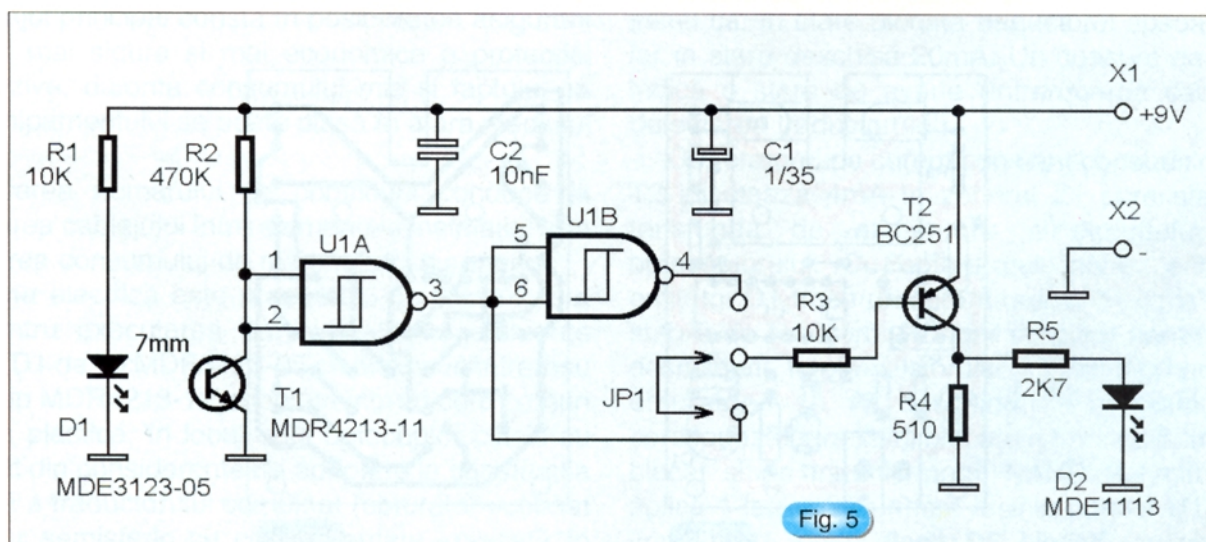 R1
10K
R2
470K
C2
10nF
C1
1/35
X1
+9V
T2
BC251
X2
-
U1A
1
2
3
U1B
5
6
4
R3
10K
7mm
T1
MDR4213-11
D1
MDE3123-05
JP1
R4
510
R5
2K7
D2
MDE1113
Fig. 5